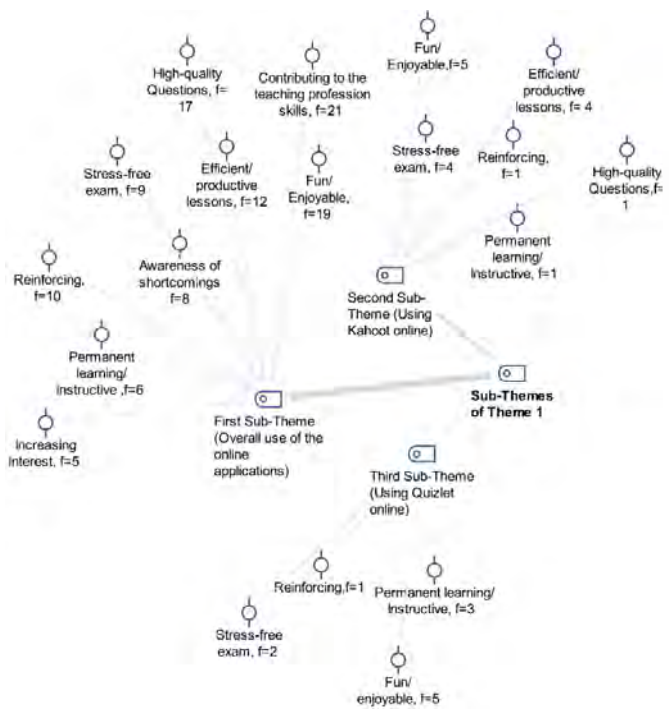 High-quality
Questions, f=
17
Contributing to the
teaching profession
skills, f=21
Fun/
Enjoyable,f=5
Efficient/
productive
lessons, f= 4
Stress-free
exam, f=9
Efficient/
productive
lessons, f=12
Fun/
Enjoyable,
f=19
Stress-free
exam, f=4
Reinforcing,
f=1
High-quality
Questions,f=
1
Reinforcing,
f=10
Awareness of
shortcomings
f=8
Permanent learning/
Instructive, f=1
Second Sub-
Theme (Using
Kahoot online)
Permanent
learning/
Instructive ,f=6
Increasing
Interest, f=5
First Sub-Theme
(Overall use of the
online
applications)
Sub-Themes
of Theme 1
Third Sub-Theme
(Using Quizlet
online)
Reinforcing,f=1
Permanent learning/
Instructive, f=3
Stress-free
exam, f=2
Fun/
enjoyable, f=5